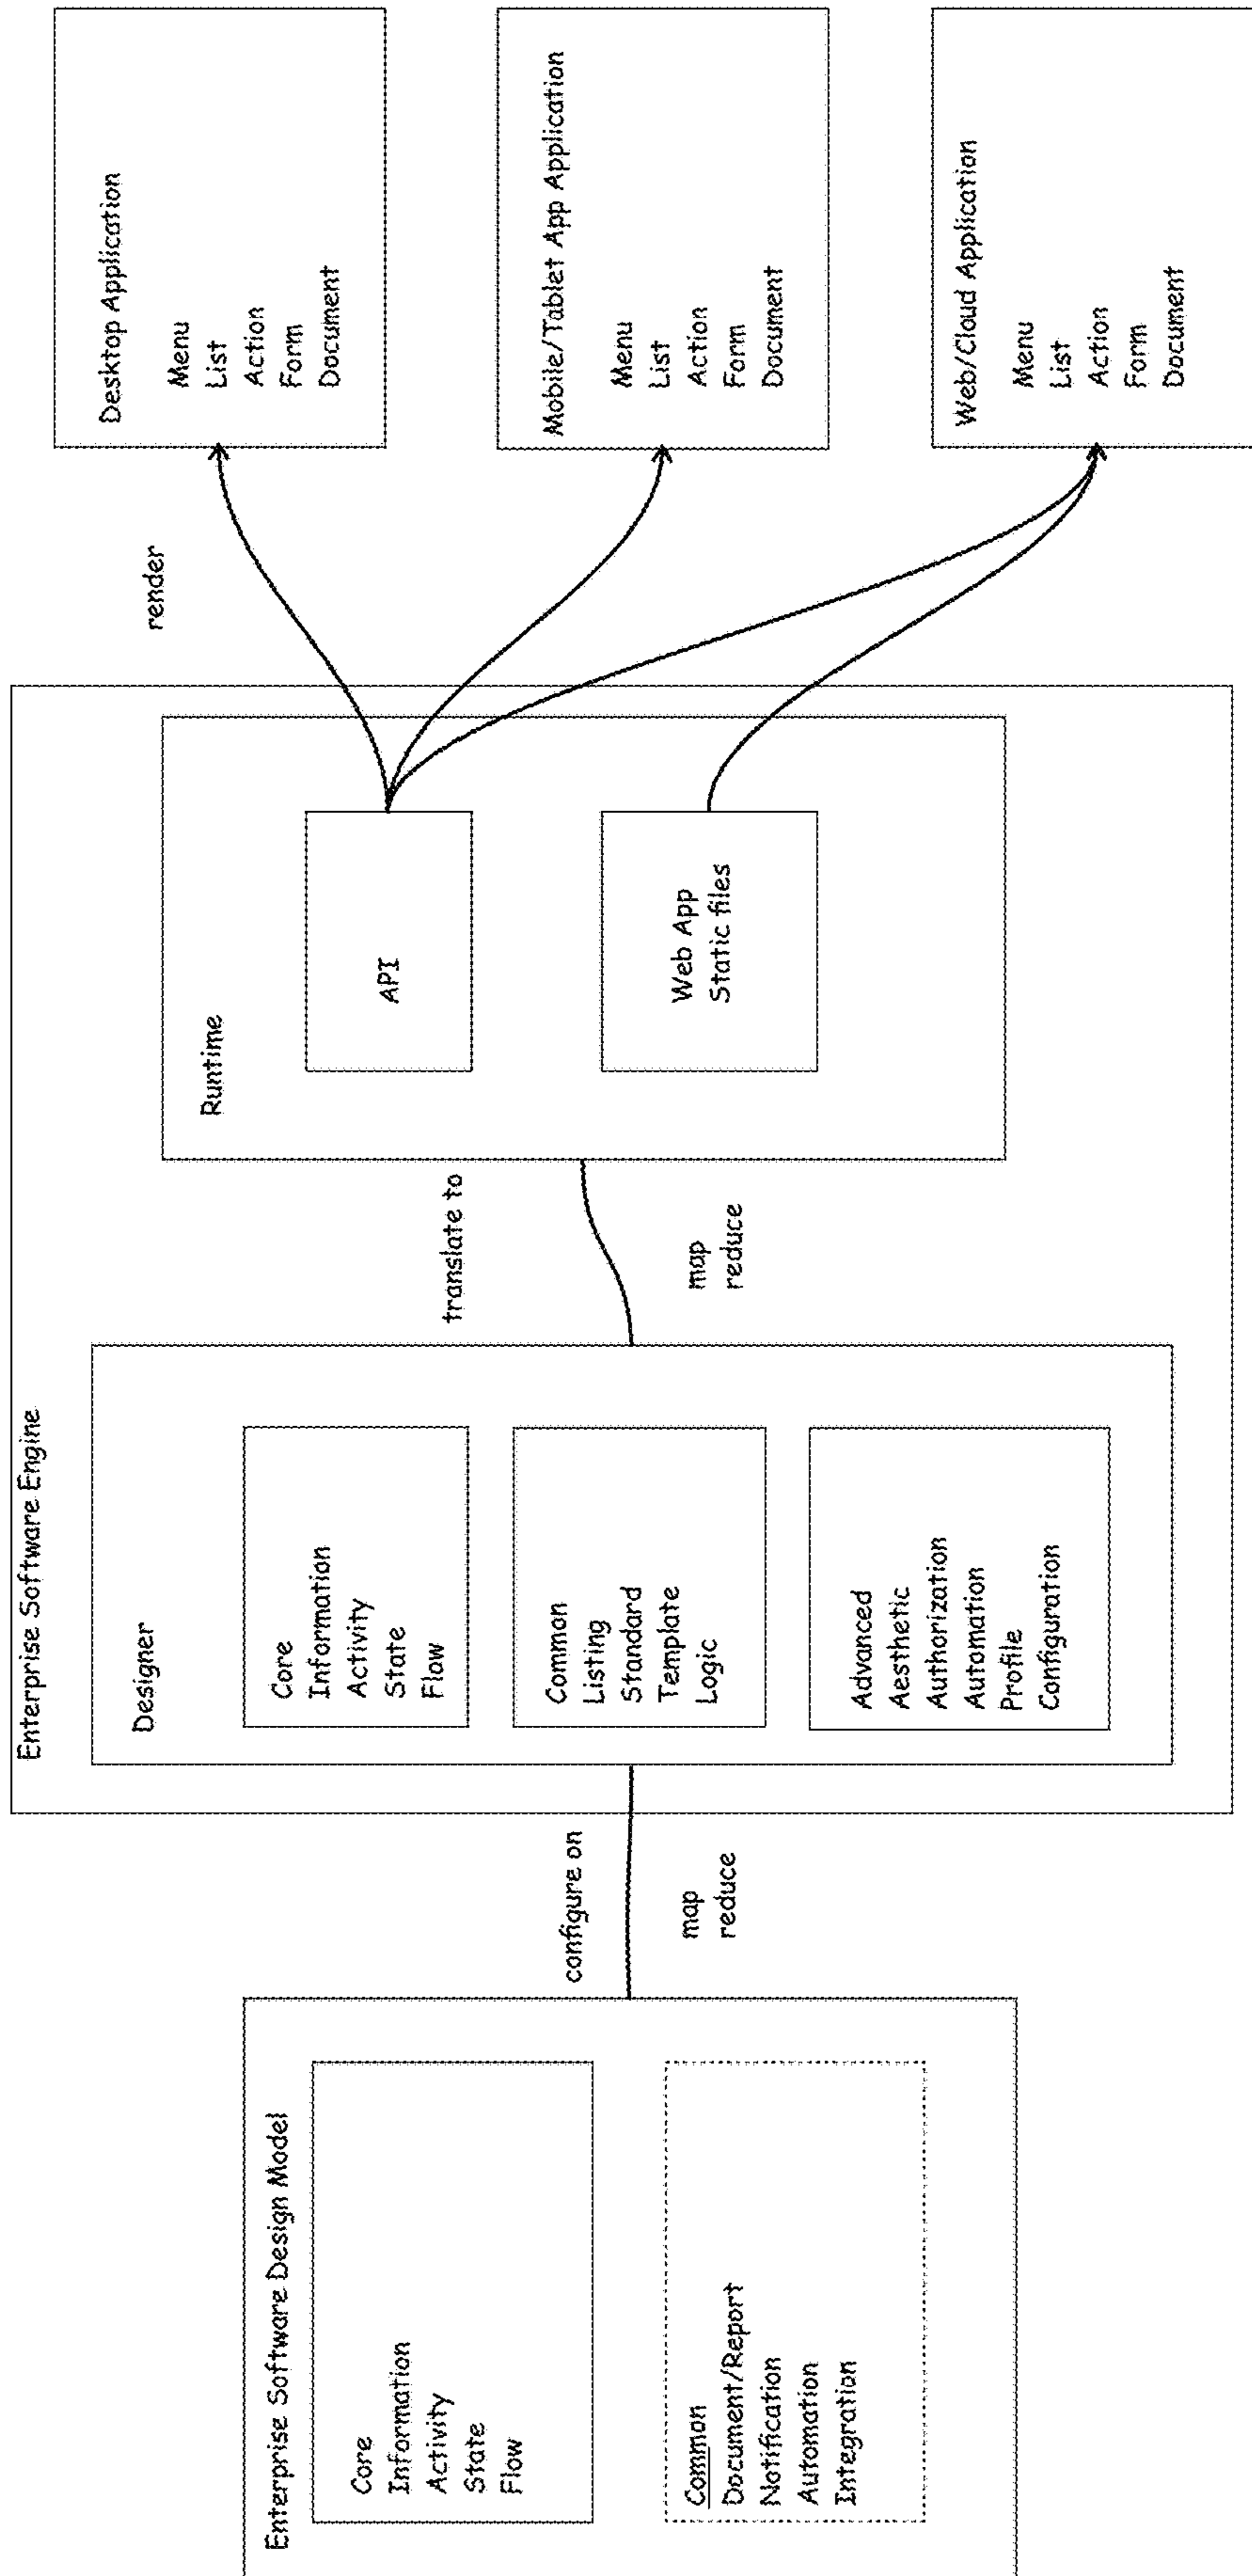 Enterprise Software Design Model
Core
Information
Activity
State
Flow
Common
Document/Report
Notification
Automation
Integration
configure on
map
reduce
Enterprise Software Engine
Designer
Core
Information
Activity
State
Flow
Common
Listing
Standard
Template
Logic
Advanced
Aesthetic
Authorization
Automation
Profile
Configuration
translate to
map
reduce
Runtime
API
Web App
Static files
render
Desktop Application
Menu
List
Action
Form
Document
Mobile/Tablet App Application
Menu
List
Action
Form
Document
Web/Cloud Application
Menu
List
Action
Form
Document